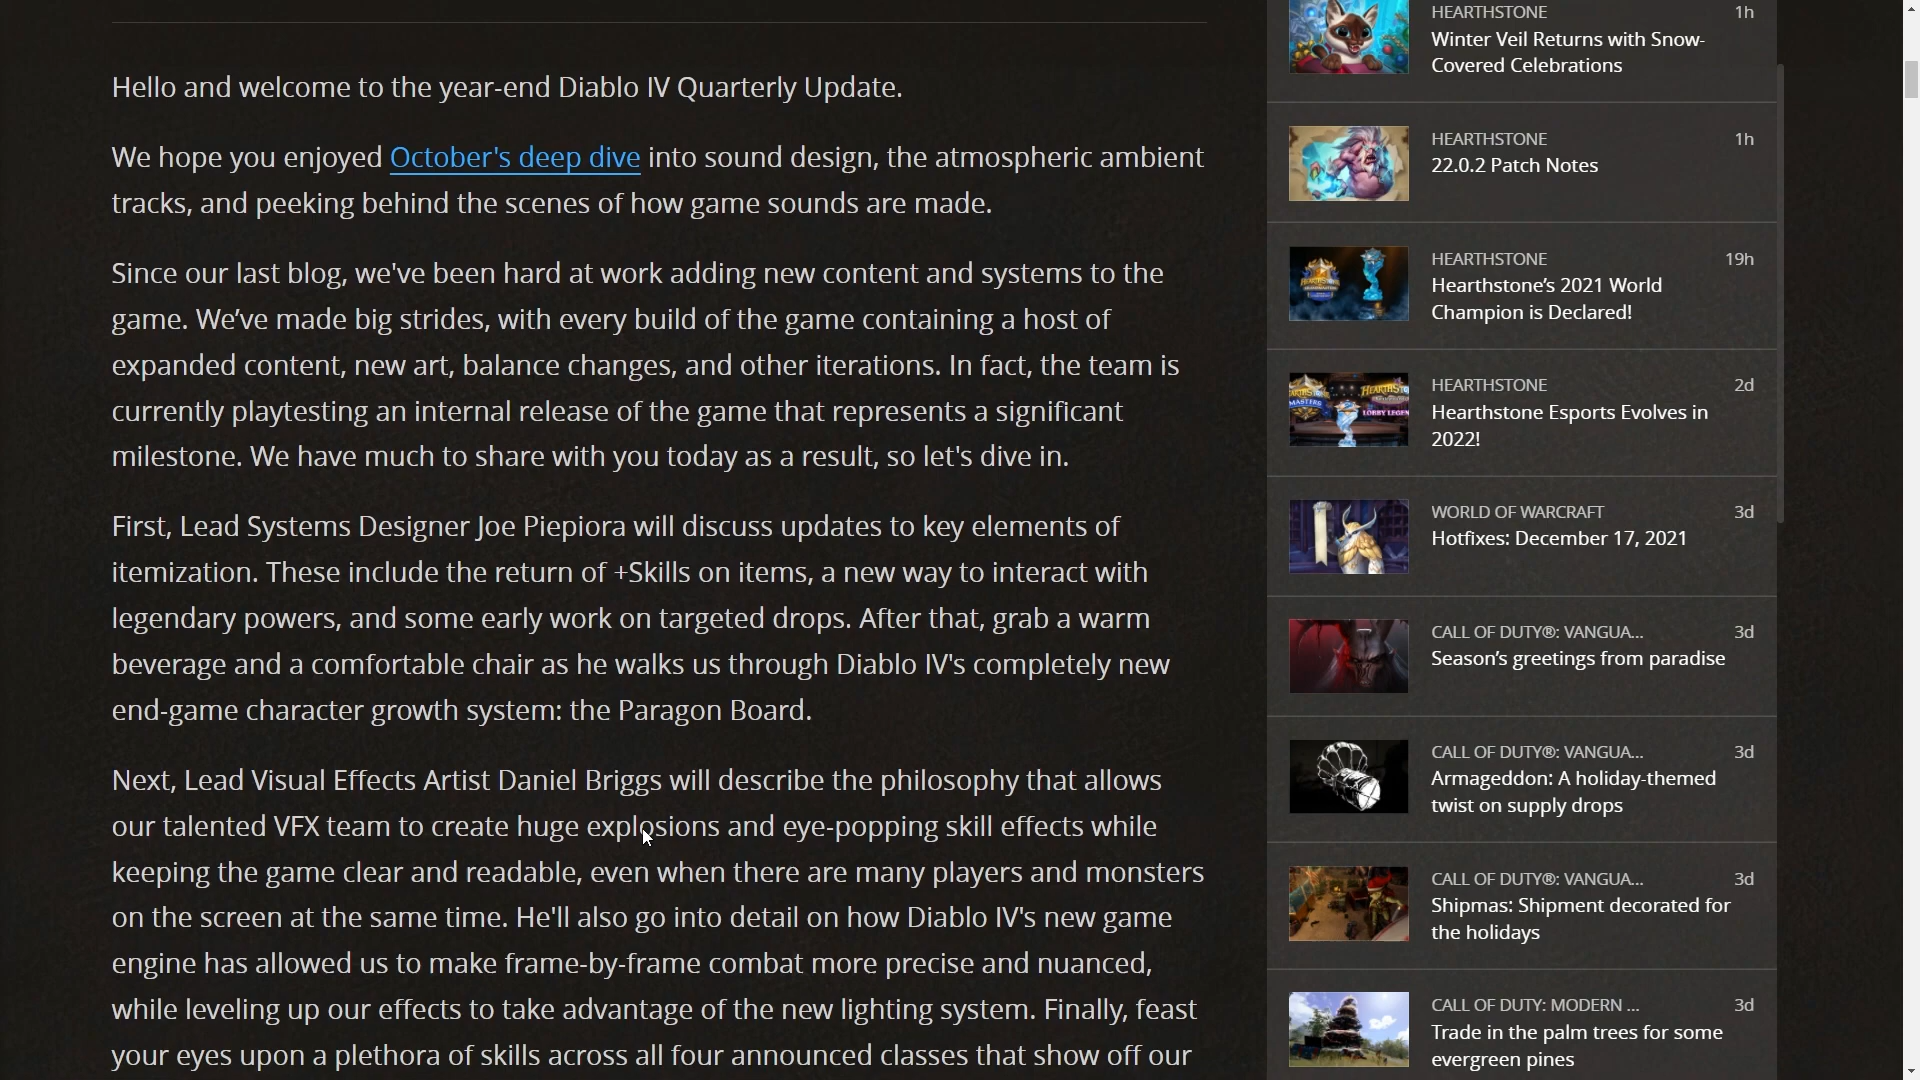 Hello and welcome to the year-end Diablo IV Quarterly Update.
We hope you enjoyed October's deep dive into sound design, the atmospheric ambient
tracks, and peeking behind the scenes of how game sounds are made.
Since our last blog, we've been hard at work adding new content and systems to the
game. We’ve made big strides, with every build of the game containing a host of
expanded content, new art, balance changes, and other iterations. In fact, the team is
currently playtesting an internal release of the game that represents a significant
milestone. We have much to share with you today as a result, so let's dive in.
First, Lead Systems Designer Joe Piepiora will discuss updates to key elements of
itemization. These include the return of +Skills on items, a new way to interact with
legendary powers, and some early work on targeted drops. After that, grab a warm
beverage and a comfortable chair as he walks us through Diablo IV's completely new
end-game character growth system: the Paragon Board.
Next, Lead Visual Effects Artist Daniel Briggs will describe the philosophy that allows
our talented VFX team to create huge explosions and eye-popping skill effects while
keeping the game clear and readable, even when there are many players and monsters
on the screen at the same time. He'll also go into detail on how Diablo IV's new game
engine has allowed us to make frame-by-frame combat more precise and nuanced,
while leveling up our effects to take advantage of the new lighting system. Finally, feast
your eyes upon a plethora of skills across all four announced classes that show off our
HEARTHSTONE 1h
Winter Veil Returns with Snow-
Covered Celebrations
HEARTHSTONE 1h
22.0.2 Patch Notes
HEARTHSTONE 19h
Hearthstone’s 2021 World
Champion is Declared!
HEARTHSTONE 2d
Hearthstone Esports Evolves in
2022!
WORLD OF WARCRAFT 3d
Hotfixes: December 17, 2021
CALL OF DUTY®: VANGUA... 3d
Season’s greetings from paradise
CALL OF DUTY®: VANGUA... 3d
Armageddon: A holiday-themed
twist on supply drops
CALL OF DUTY®: VANGUA... 3d
Shipmas: Shipment decorated for
the holidays
CALL OF DUTY: MODERN ... 3d
Trade in the palm trees for some
evergreen pines